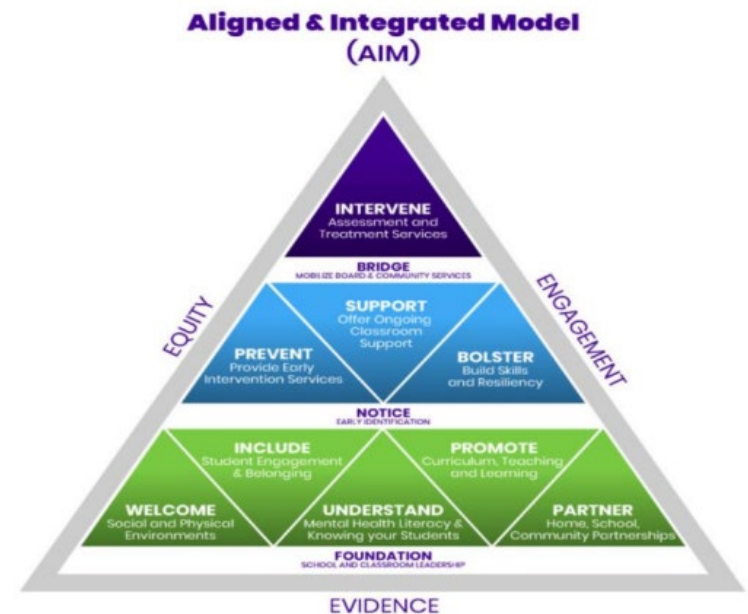 Aligned & Integrated Model
(AIM)
INTERVENE
Assessment and
Treatment Services
BRIDGE
MOBILIZE BOARD & COMMUNITY SERVICES
EQUITY
ENGAGEMENT
SUPPORT
Offer Ongoing
Classroom
Support
PREVENT
Provide Early
Intervention Services
BOLSTER
Build Skills
and Resiliency
NOTICE
EARLY IDENTIFICATION
INCLUDE
Student Engagement
& Belonging
PROMOTE
Curriculum, Teaching
and Learning
WELCOME
Social and Physical
Environments
UNDERSTAND
Mental Health Literacy &
Knowing your Students
PARTNER
Home, School,
Community Partnerships
FOUNDATION
SCHOOL AND CLASSROOM LEADERSHIP
EVIDENCE